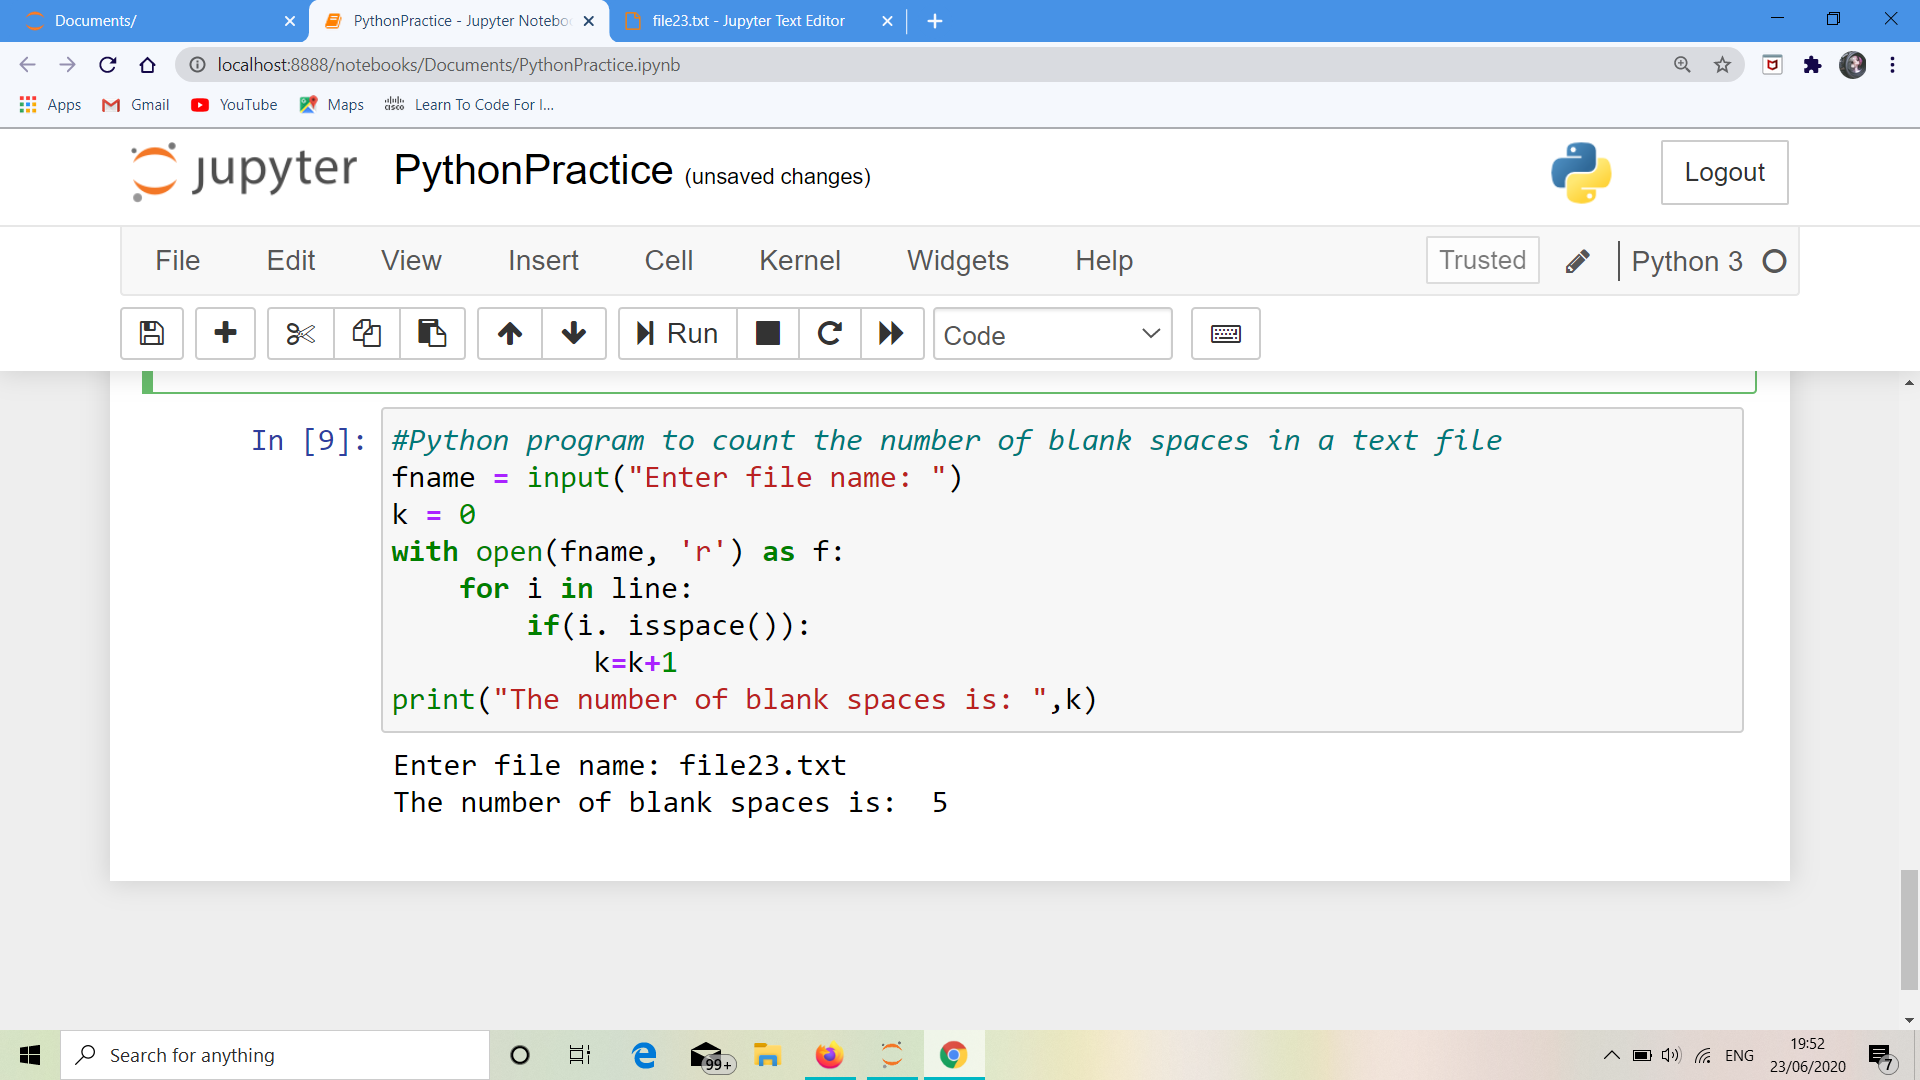 Documents/
PythonPractice - Jupyter Notebo
file23.txt - Jupyter Text Editor
localhost:8888/notebooks/Documents/PythonPractice.ipynb
Apps
Gmail
YouTube
Maps
Learn To Code For I...
jupyter
PythonPractice (unsaved changes)
Logout
File Edit View Insert Cell Kernel Widgets Help
Trusted
Python 3
Run
Code
In [9]:
#Python program to count the number of blank spaces in a text file
fname = input("Enter file name: ")
k = 0
with open(fname, 'r') as f:
    for i in line:
        if(i. isspace()):
            k=k+1
print("The number of blank spaces is: ",k)
Enter file name: file23.txt
The number of blank spaces is:  5
Search for anything
99+
ENG
19:52
23/06/2020
7